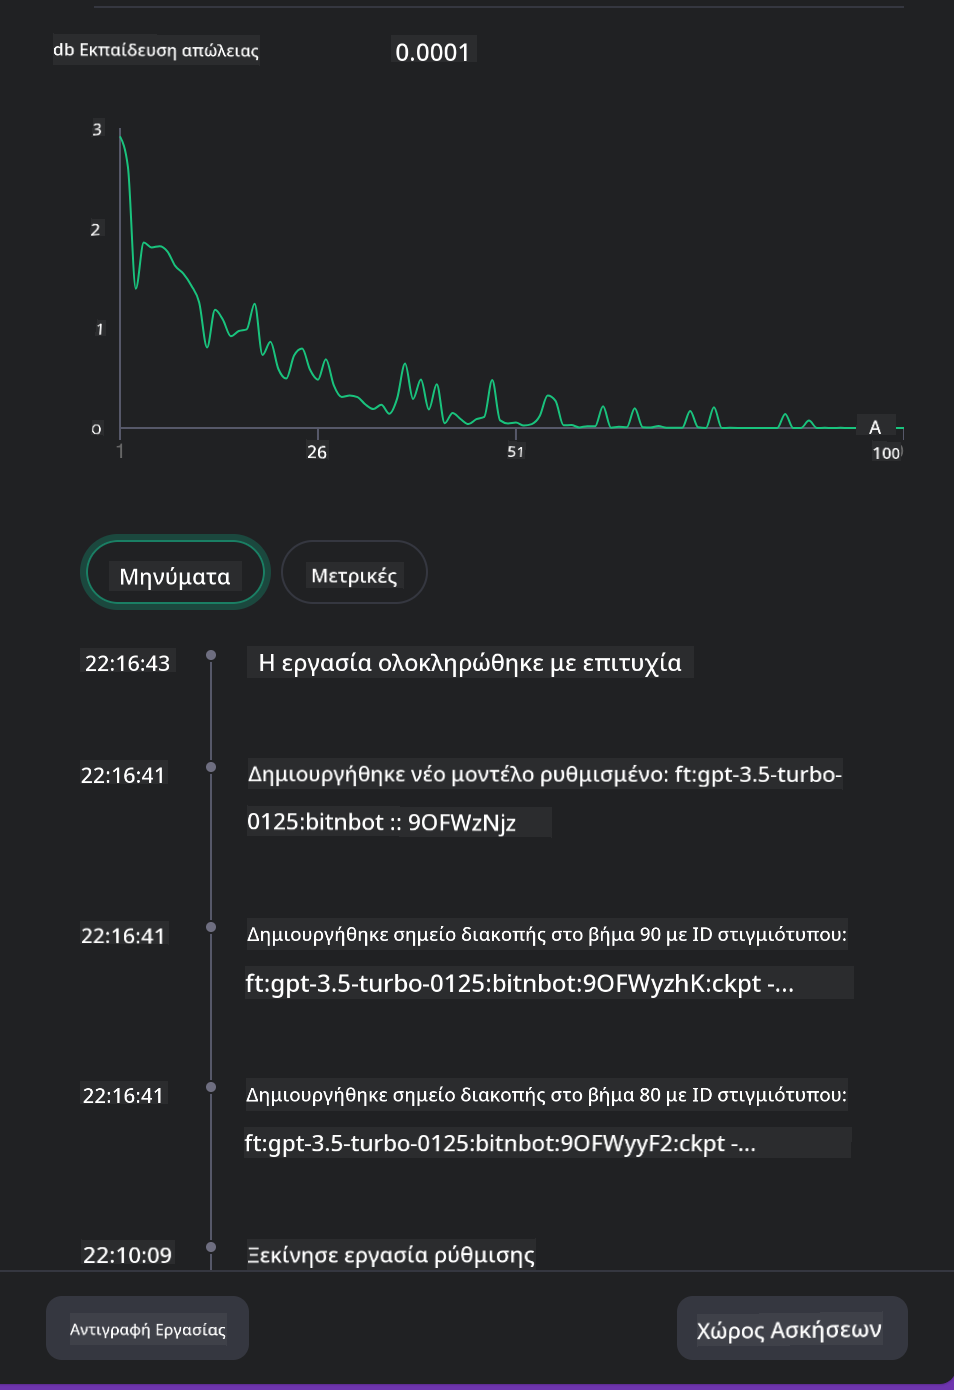 db Εκπαίδευση απώλειας 0.0001
3
2
1
0
A
1 26 51 100
Μηνύματα Μετρικές
22:16:43 Η εργασία ολοκληρώθηκε με επιτυχία
22:16:41 Δημιουργήθηκε νέο μοντέλο ρυθμισμένο: ft:gpt-3.5-turbo-
0125:bitnbot :: 9OFWzNjz
22:16:41 Δημιουργήθηκε σημείο διακοπής στο βήμα 90 με ID στιγμιότυπου:
ft:gpt-3.5-turbo-0125:bitnbot:9OFWyzhK:ckpt -...
22:16:41 Δημιουργήθηκε σημείο διακοπής στο βήμα 80 με ID στιγμιότυπου:
ft:gpt-3.5-turbo-0125:bitnbot:9OFWyyF2:ckpt -...
22:10:09 Ξεκίνησε εργασία ρύθμισης
Αντιγραφή Εργασίας Χώρος Ασκήσεων